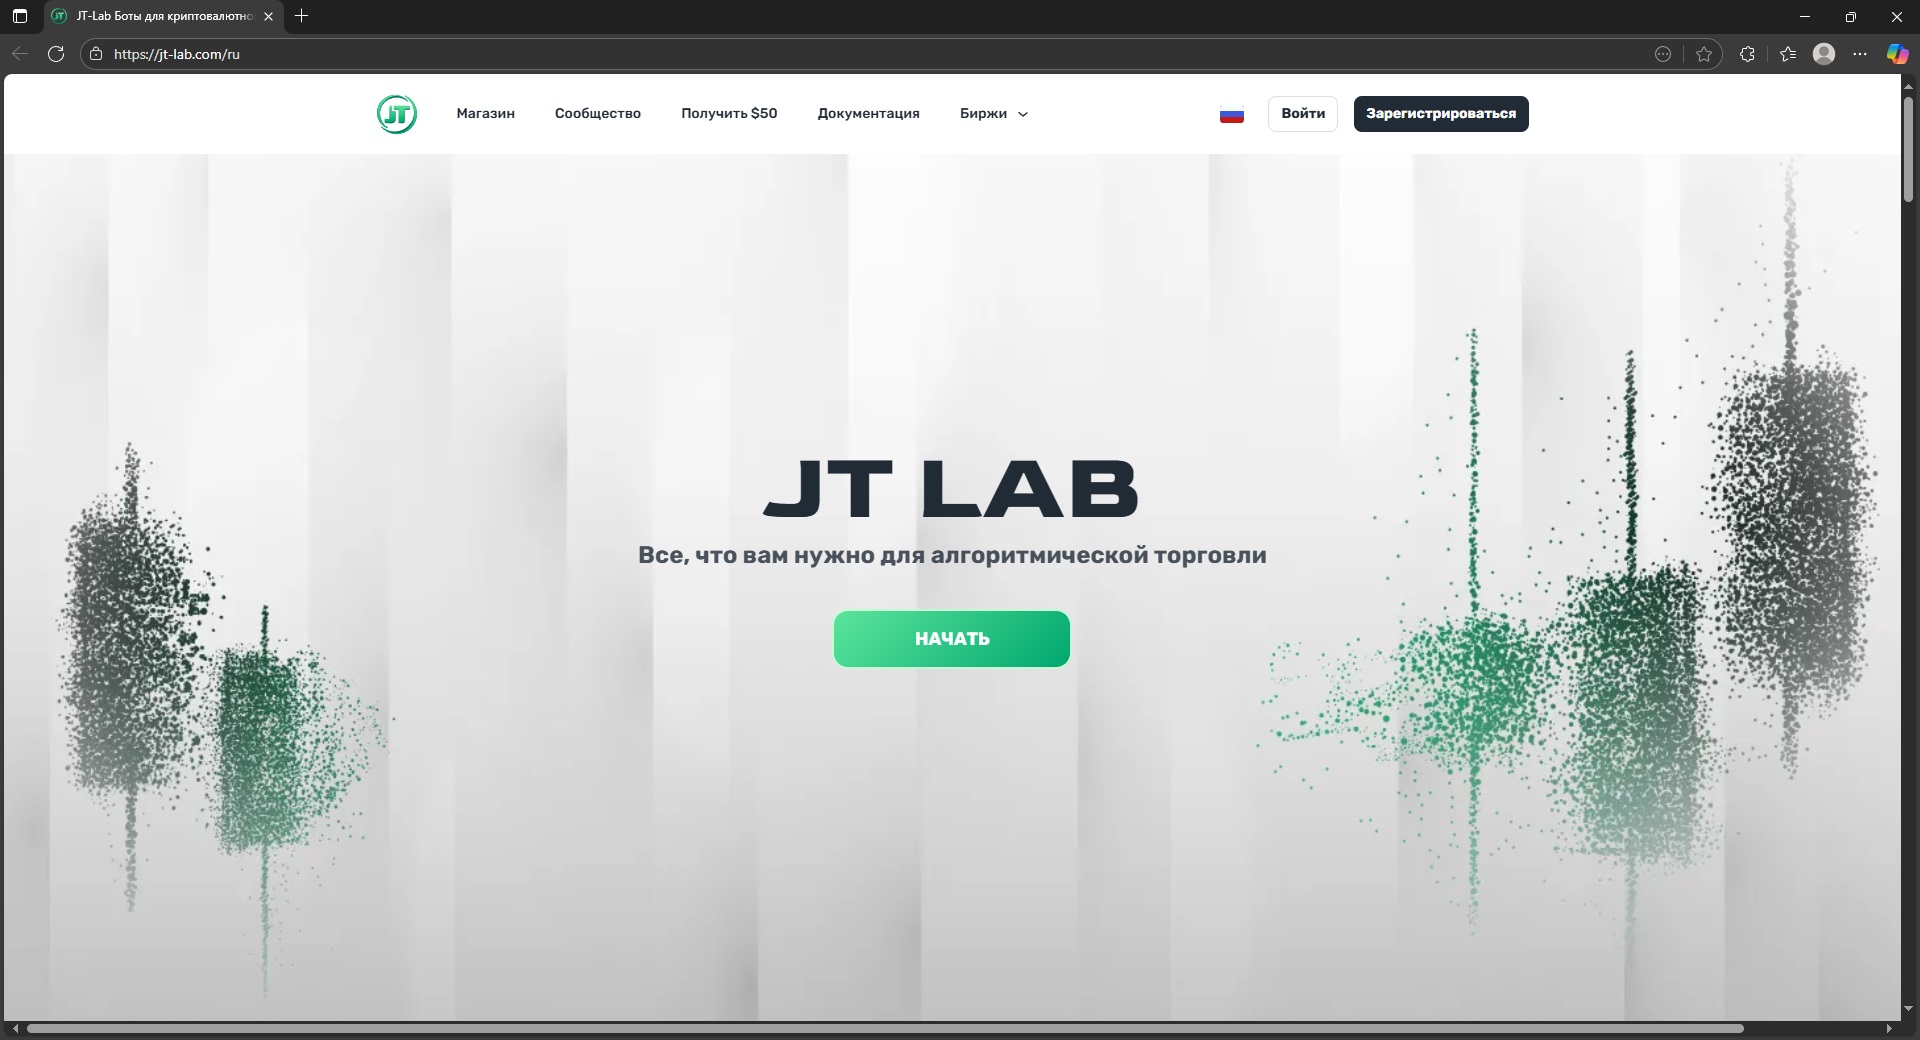 JT-Lab Боты для криптовалютно
https://jt-lab.com/ru
JT
Магазин
Сообщество
Получить $50
Документация
Биржи
Войти
Зарегистрироваться
JT LAB
Все, что вам нужно для алгоритмической торговли
НАЧАТЬ